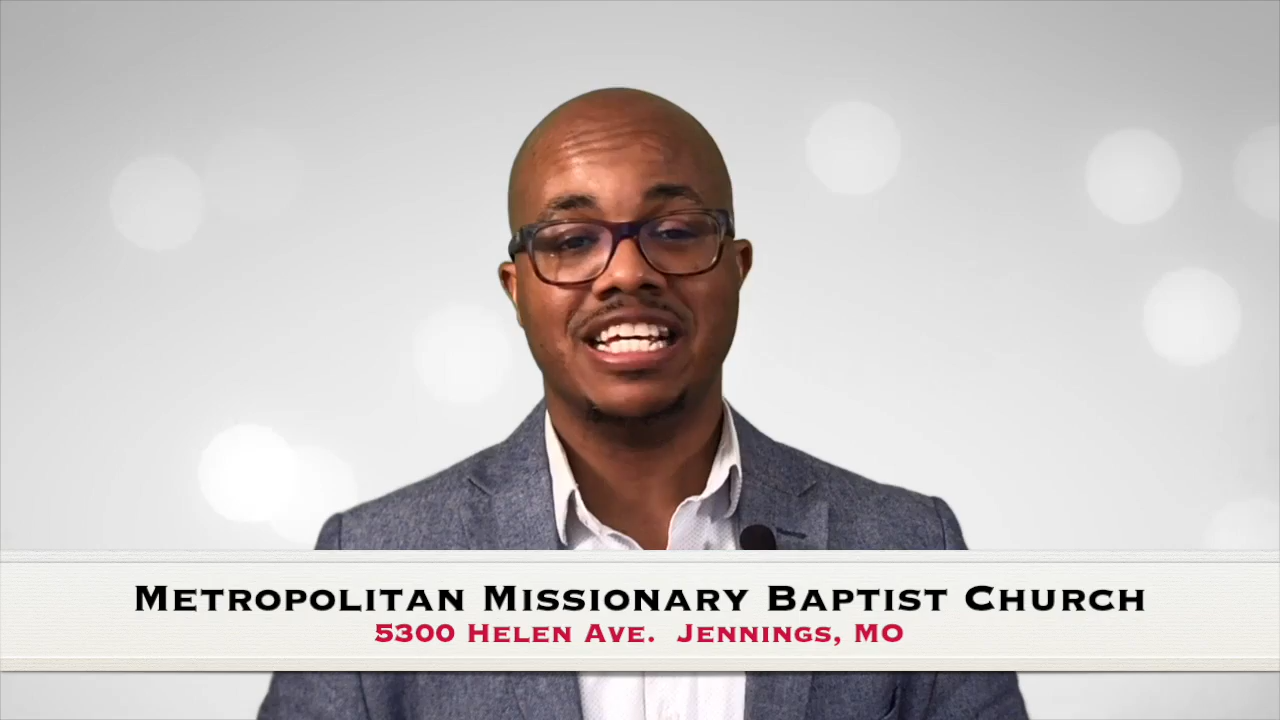 Metropolitan Missionary Baptist Church
5300 Helen Ave. Jennings, MO